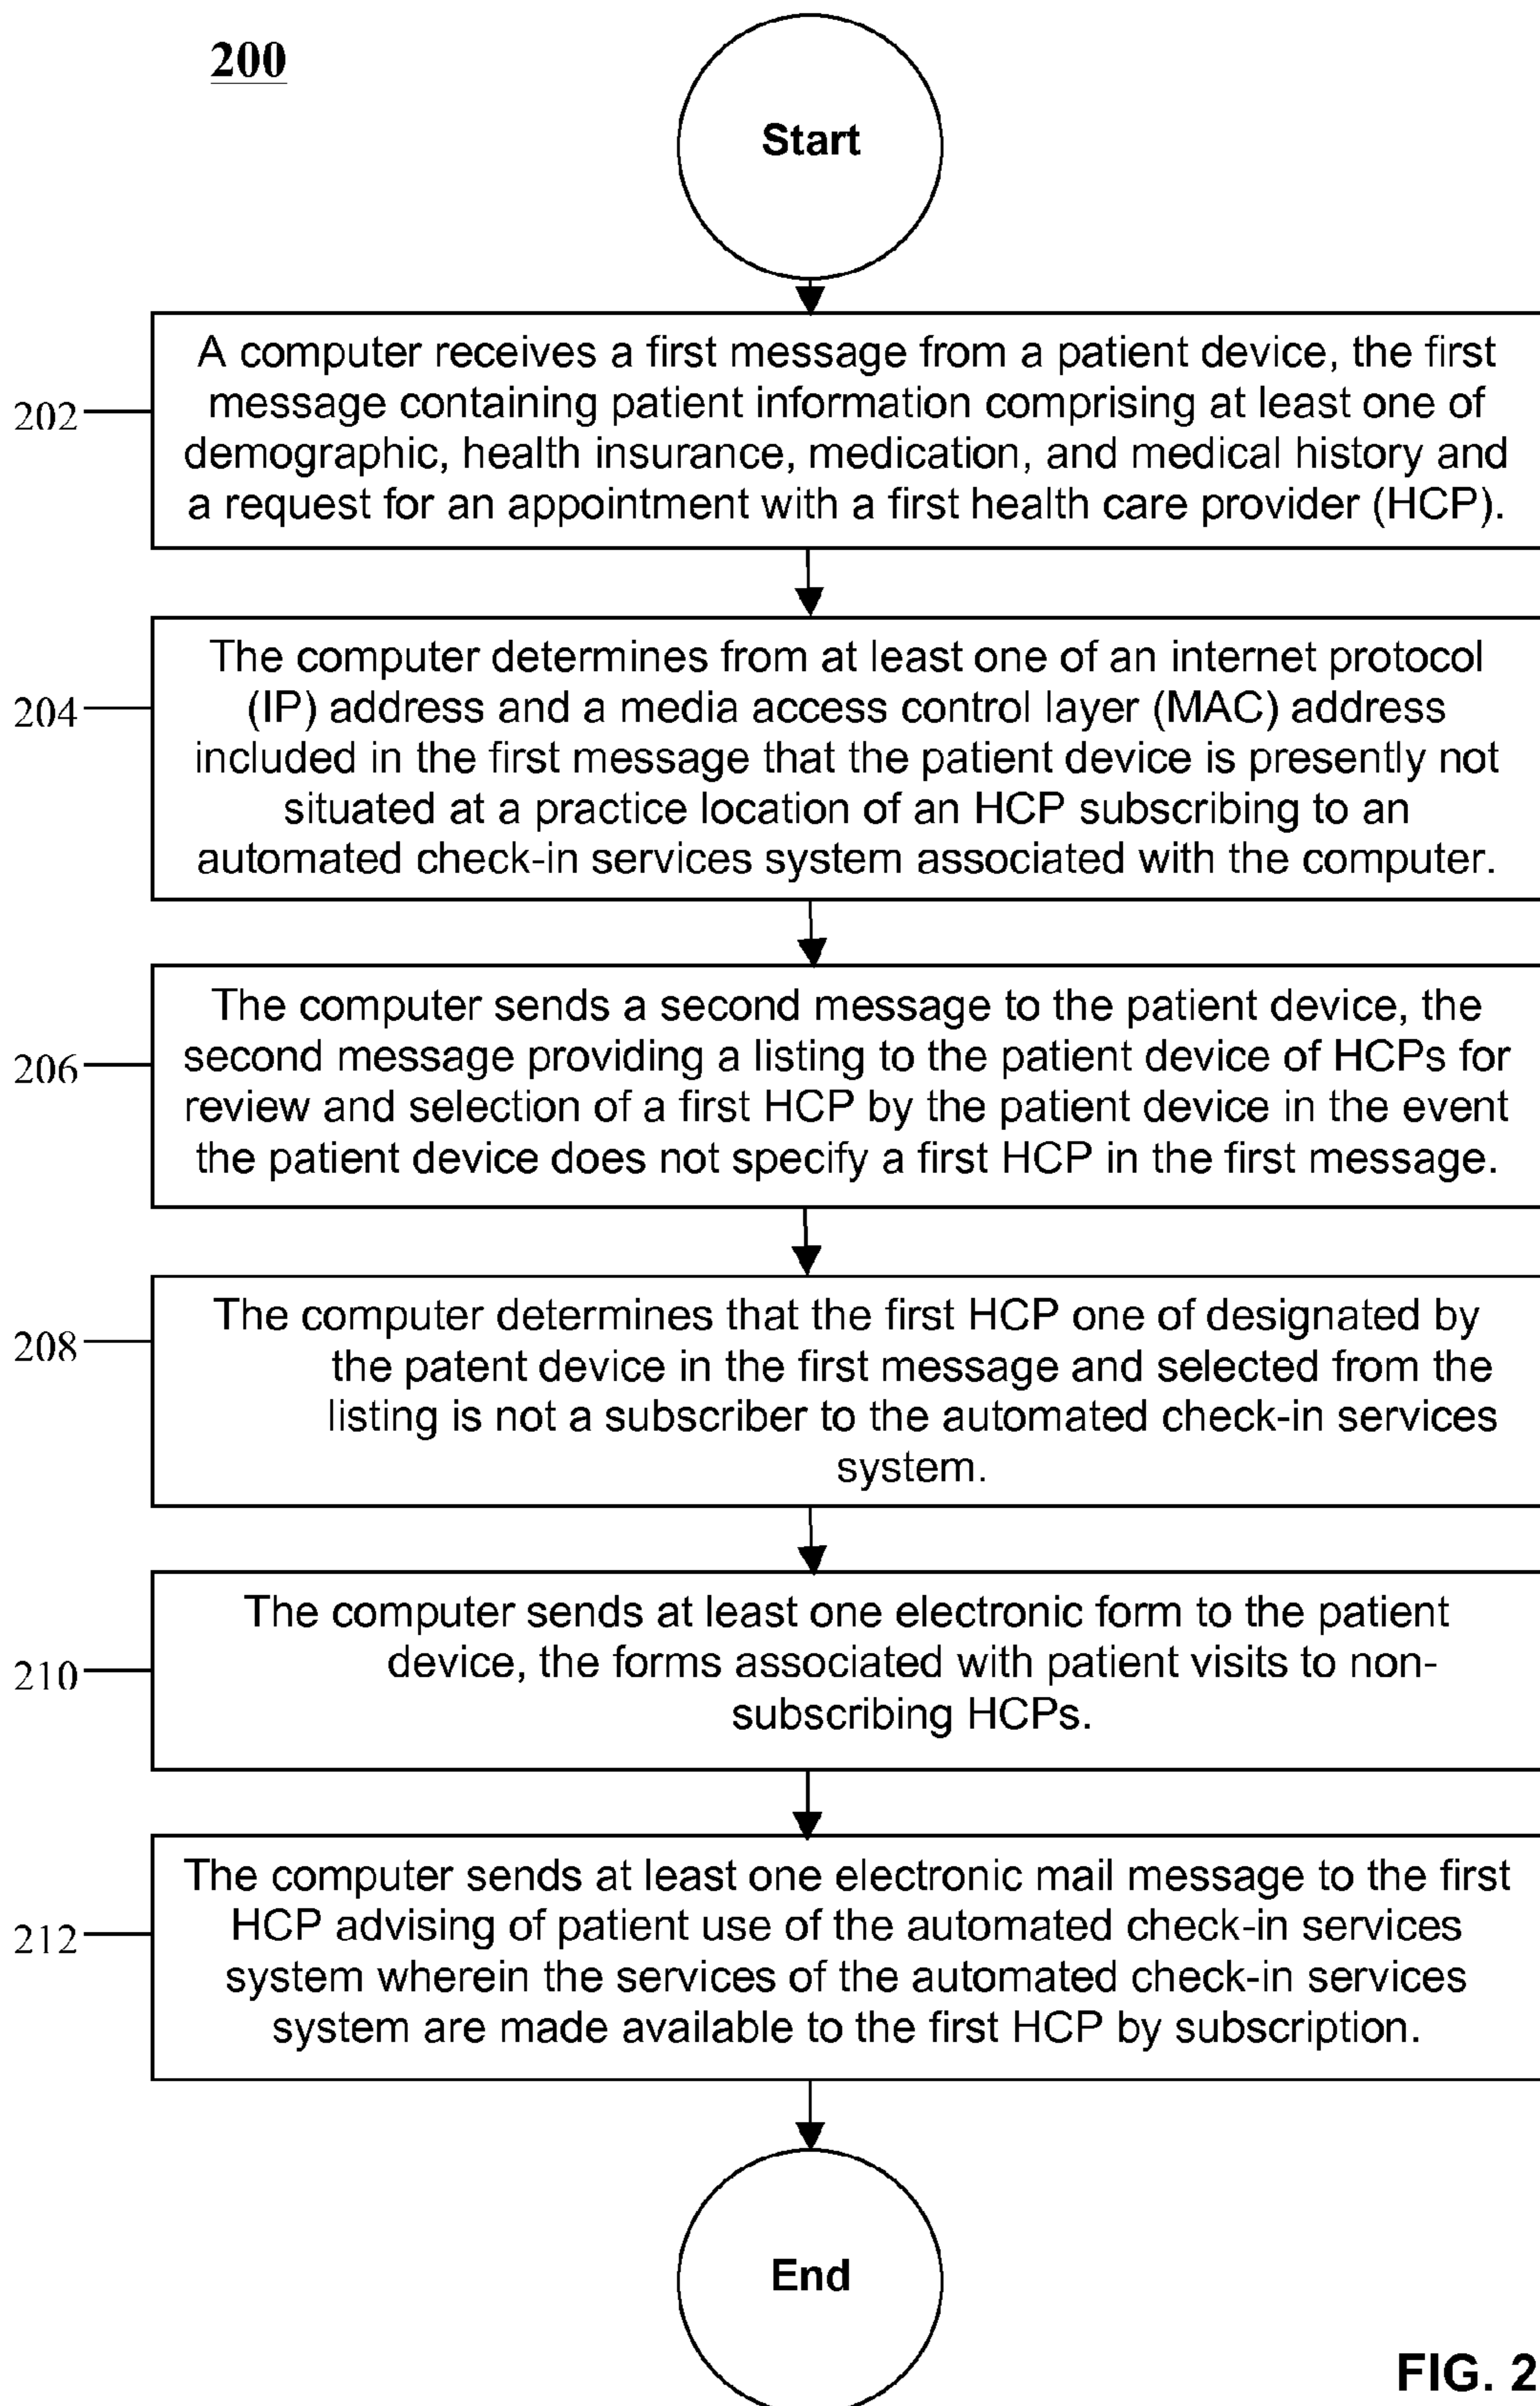 200
Start
202
A computer receives a first message from a patient device, the first
message containing patient information comprising at least one of
demographic, health insurance, medication, and medical history and
a request for an appointment with a first health care provider (HCP).
204
The computer determines from at least one of an internet protocol
(IP) address and a media access control layer (MAC) address
included in the first message that the patient device is presently not
situated at a practice location of an HCP subscribing to an
automated check-in services system associated with the computer.
206
The computer sends a second message to the patient device, the
second message providing a listing to the patient device of HCPs for
review and selection of a first HCP by the patient device in the event
the patient device does not specify a first HCP in the first message.
208
The computer determines that the first HCP one of designated by
the patent device in the first message and selected from the
listing is not a subscriber to the automated check-in services
system.
210
The computer sends at least one electronic form to the patient
device, the forms associated with patient visits to non-
subscribing HCPs.
212
The computer sends at least one electronic mail message to the first
HCP advising of patient use of the automated check-in services
system wherein the services of the automated check-in services
system are made available to the first HCP by subscription.
End
FIG. 2